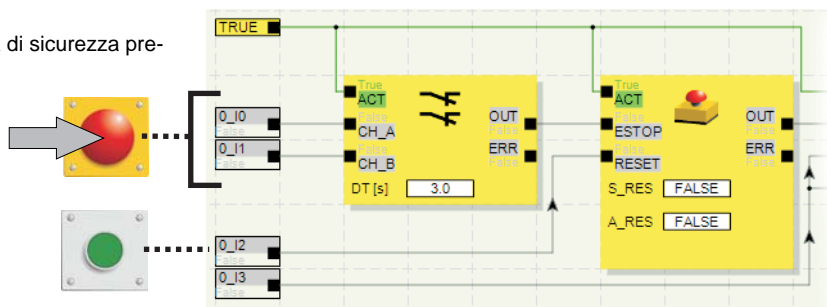 di sicurezza pre-
TRUE
True
ACT
0_I0
False
0_I1
False
False
CH_A
False
CH_B
OUT
False
ERR
False
DT [s] 3.0
True
ACT
False
ESTOP
False
RESET
OUT
False
ERR
False
S_RES FALSE
A_RES FALSE
0_I2
False
0_I3
False